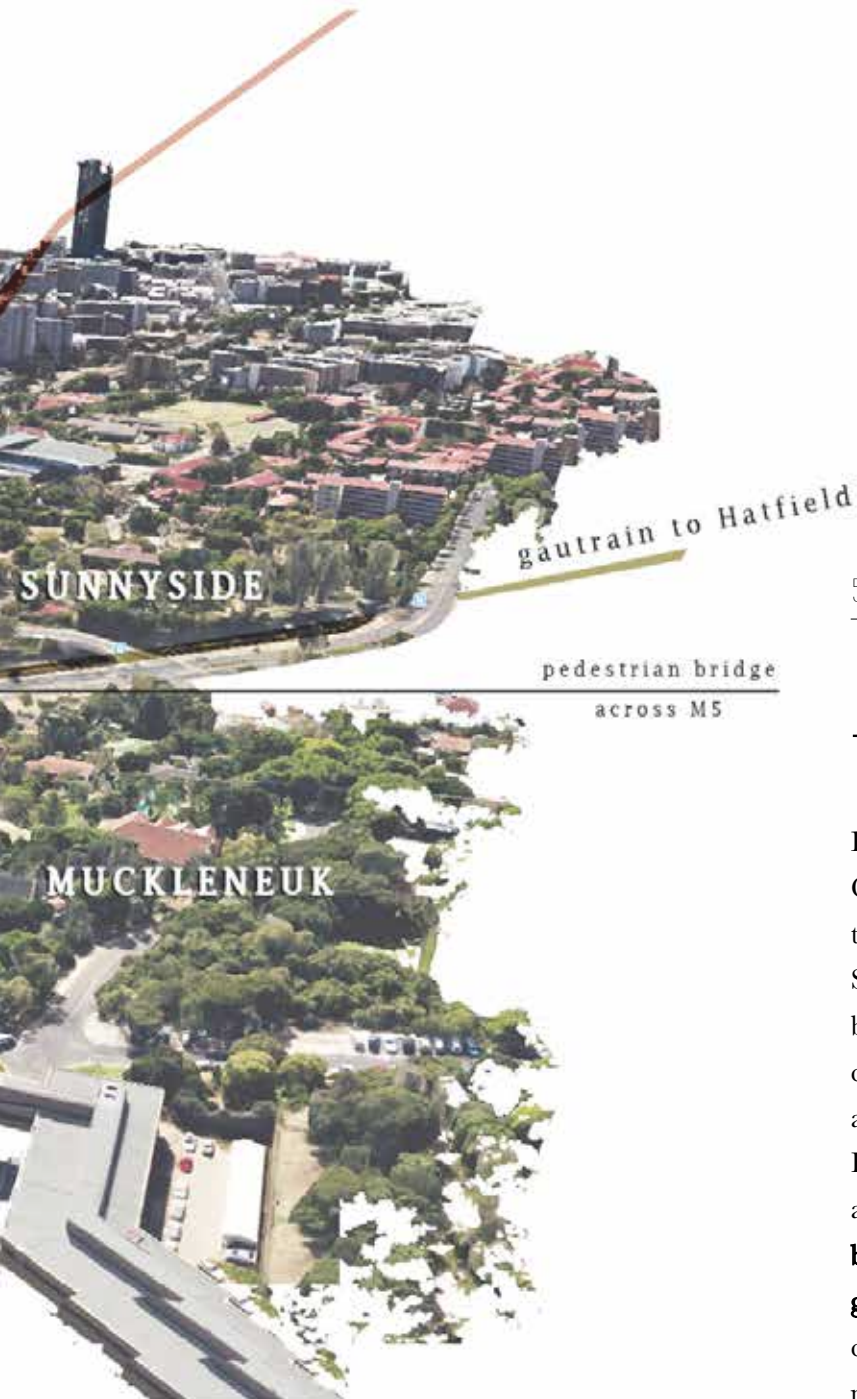 SUNNYSIDE
gautrain to Hatfield
pedestrian bridge
across M5
MUCKLENEUK